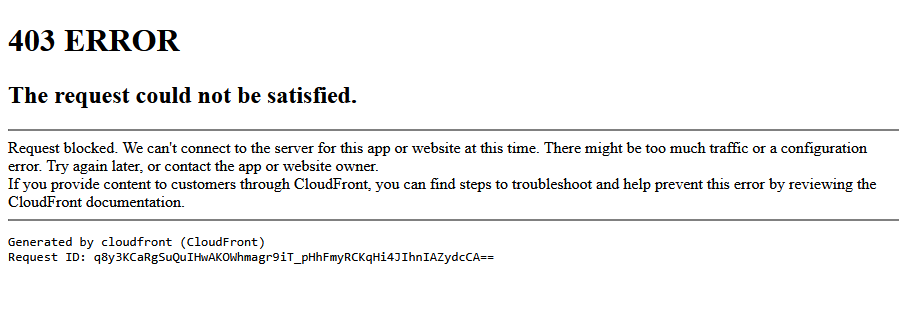 403 ERROR
The request could not be satisfied.
Request blocked. We can't connect to the server for this app or website at this time. There might be too much traffic or a configuration
error. Try again later, or contact the app or website owner.
If you provide content to customers through CloudFront, you can find steps to troubleshoot and help prevent this error by reviewing the
CloudFront documentation.
Generated by cloudfront (CloudFront)
Request ID: q8y3KCaRgSuQuIHwAKOWhmagr9iT_pHhFmyRCKqHi4JIhnIAZydcCA==